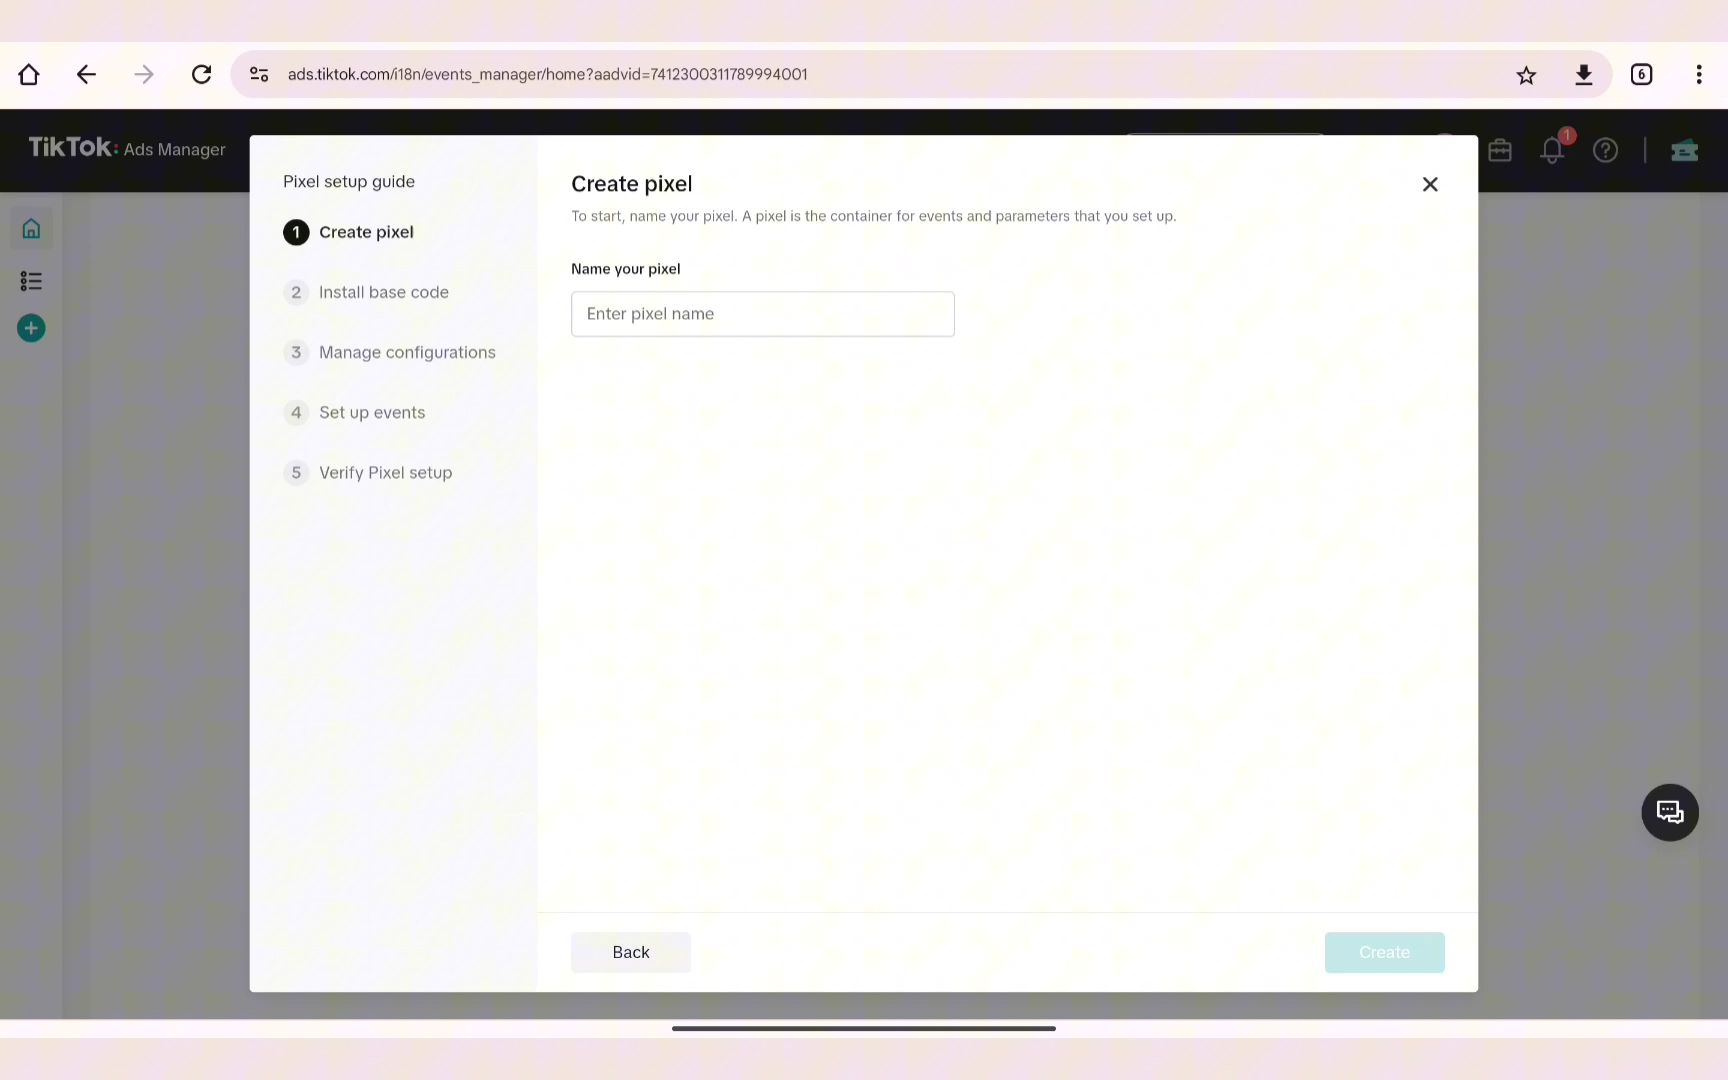 ads.tiktok.com/i18n/events_manager/home?aadvid=7412300311789994001
6
TikTok: Ads Manager
1
Pixel setup guide
1 Create pixel
2 Install base code
3 Manage configurations
4 Set up events
5 Verify Pixel setup
Create pixel
To start, name your pixel. A pixel is the container for events and parameters that you set up.
Name your pixel
Enter pixel name
Back
Create